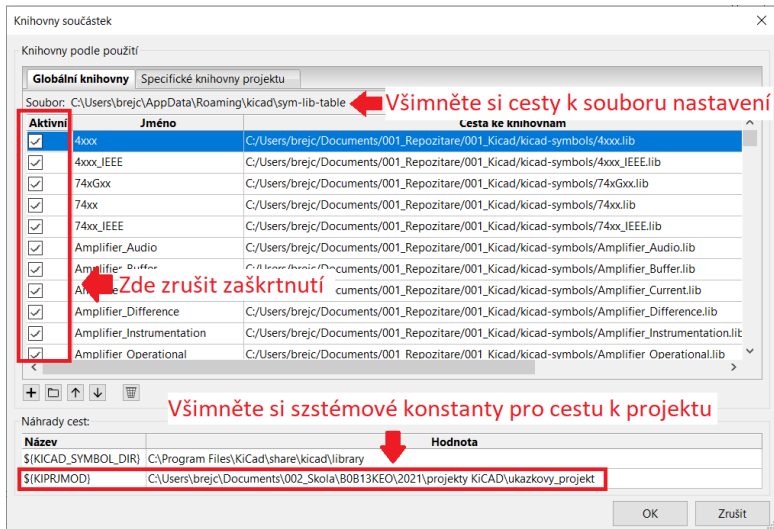 Knihovny součástek
Knihovny podle použití
Globální knihovny Specifické knihovny projektu
Soubor: C:\Users\brejc\AppData\Roaming\kicad\sym-lib-table Všimněte si cesty k souboru nastavení
Aktivní Jméno Cesta ke knihovnám
4xxx C:/Users/brejc/Documents/001_Repozitare/001_Kicad/kicad-symbols/4xxx.lib
4xxx_IEEE C:/Users/brejc/Documents/001_Repozitare/001_Kicad/kicad-symbols/4xxx_IEEE.lib
74xGxx C:/Users/brejc/Documents/001_Repozitare/001_Kicad/kicad-symbols/74xGxx.lib
74xx C:/Users/brejc/Documents/001_Repozitare/001_Kicad/kicad-symbols/74xx.lib
74xx_IEEE C:/Users/brejc/Documents/001_Repozitare/001_Kicad/kicad-symbols/74xx_IEEE.lib
Amplifier_Audio C:/Users/brejc/Documents/001_Repozitare/001_Kicad/kicad-symbols/Amplifier_Audio.lib
Amplifier_Buffer C:/Users/brejc/Documents/001_Repozitare/001_Kicad/kicad-symbols/Amplifier_Buffer.lib
Zde zrušit zaškrtnutí cuments/001_Repozitare/001_Kicad/kicad-symbols/Amplifier_Current.lib
Amplifier_Difference C:/Users/brejc/Documents/001_Repozitare/001_Kicad/kicad-symbols/Amplifier_Difference.lib
Amplifier_Instrumentation C:/Users/brejc/Documents/001_Repozitare/001_Kicad/kicad-symbols/Amplifier_Instrumentation.lib
Amplifier_Operational C:/Users/brejc/Documents/001_Repozitare/001_Kicad/kicad-symbols/Amplifier_Operational.lib
Všimněte si szstémové konstanty pro cestu k projektu
Náhrady cest:
Název Hodnota
${KICAD_SYMBOL_DIR} C:\Program Files\KiCad\share\kicad\library
${KIPRJMOD} C:\Users\brejc\Documents\002_Skola\B0B13KEO\2021\projekty KiCAD\ukazkovy_projekt
OK Zrušit